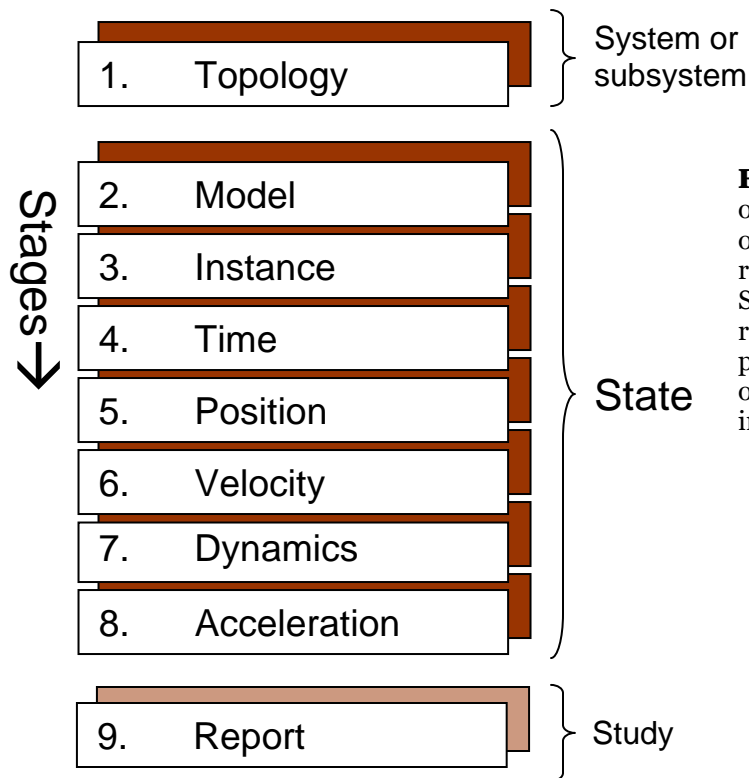 1. Topology
System or
subsystem
Stages→
2. Model
3. Instance
4. Time
5. Position
6. Velocity
7. Dynamics
8. Acceleration
State
9. Report
Study